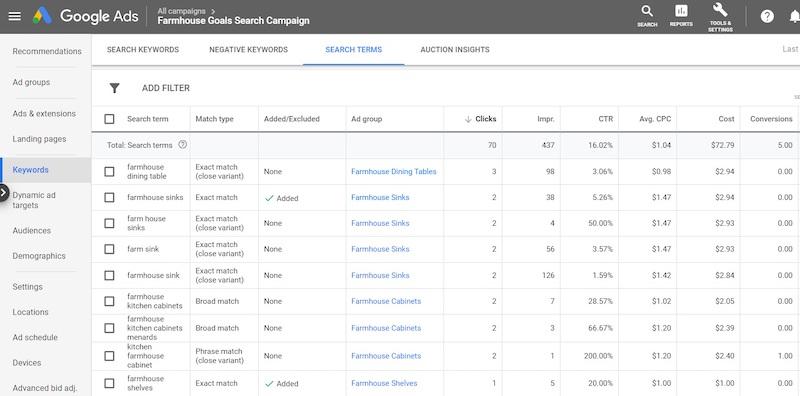 Google Ads
All campaigns >
Farmhouse Goals Search Campaign
SEARCH
REPORTS
TOOLS &
SETTINGS
Recommendations
Ad groups
Ads & extensions
Landing pages
Keywords
Dynamic ad
targets
Audiences
Demographics
Settings
Locations
Ad schedule
Devices
Advanced bid adj.
SEARCH KEYWORDS NEGATIVE KEYWORDS SEARCH TERMS AUCTION INSIGHTS Last
ADD FILTER
Search term Match type Added/Excluded Ad group Clicks Impr. CTR Avg. CPC Cost Conversions
Total: Search terms 70 437 16.02% $1.04 $72.79 5.00
farmhouse
dining table
Exact match
(close variant)
None Farmhouse Dining Tables 3 98 3.06% $0.98 $2.94 0.00
farmhouse sinks Exact match Added Farmhouse Sinks 2 38 5.26% $1.47 $2.94 0.00
farm house
sinks
Exact match
(close variant)
None Farmhouse Sinks 2 4 50.00% $1.47 $2.93 0.00
farm sink
Exact match
(close variant)
None Farmhouse Sinks 2 56 3.57% $1.47 $2.93 0.00
farmhouse sink
Exact match
(close variant)
None Farmhouse Sinks 2 126 1.59% $1.42 $2.84 0.00
farmhouse
kitchen cabinets
Broad match None Farmhouse Cabinets 2 7 28.57% $1.02 $2.05 0.00
farmhouse
kitchen cabinets
menards
Broad match None Farmhouse Cabinets 2 3 66.67% $1.20 $2.39 0.00
kitchen
farmhouse
cabinet
Phrase match
(close variant)
None Farmhouse Cabinets 2 1 200.00% $1.20 $2.40 1.00
farmhouse
shelves
Exact match Added Farmhouse Shelves 1 5 20.00% $1.00 $1.00 0.00